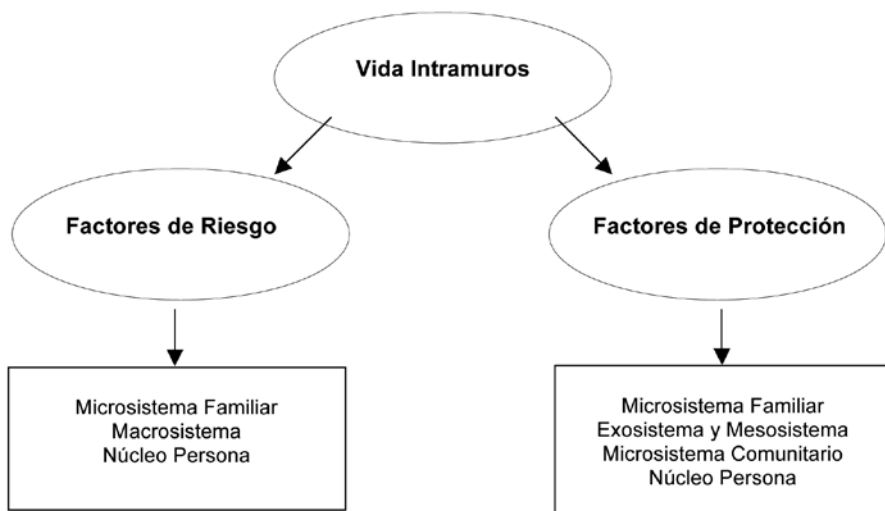 Vida Intramuros
Factores de Riesgo
Factores de Protección
Microsistema Familiar
Macrosistema
Núcleo Persona
Microsistema Familiar
Exosistema y Mesosistema
Microsistema Comunitario
Núcleo Persona